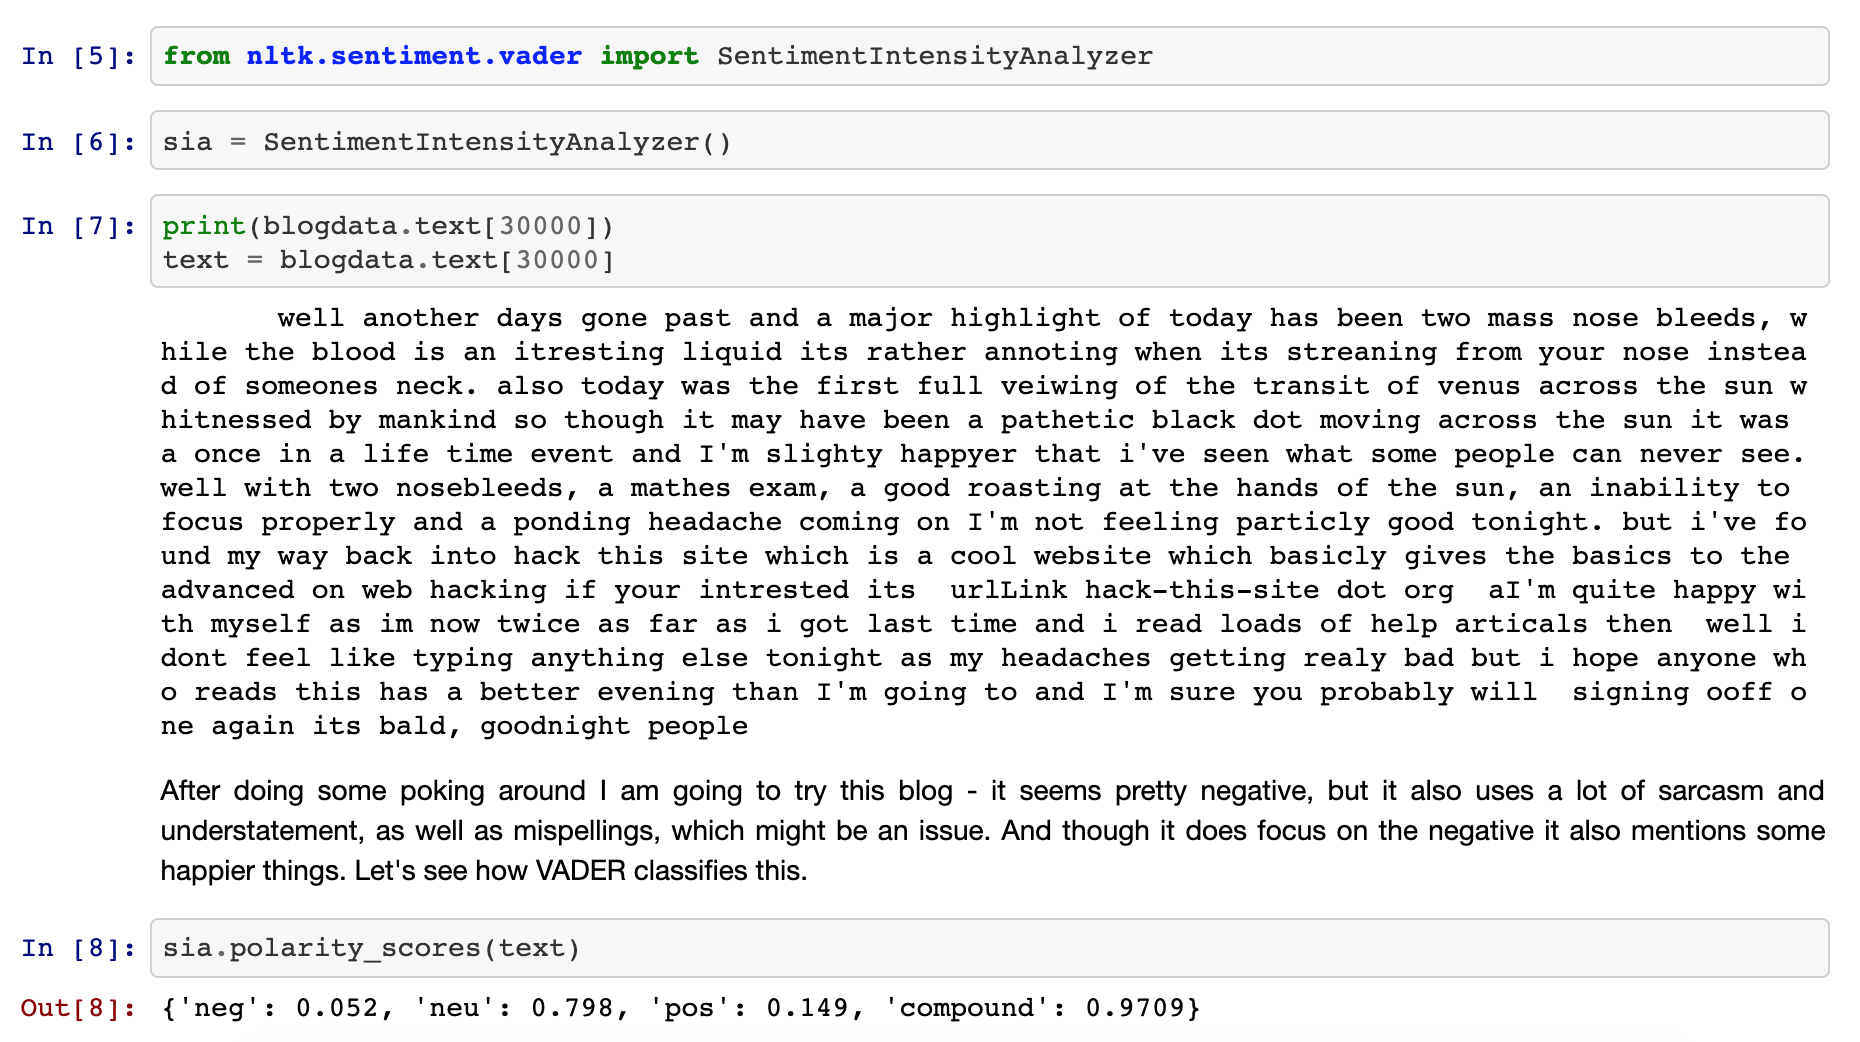 In [5]: from nltk.sentiment.vader import SentimentIntensityAnalyzer
In [6]: sia = SentimentIntensityAnalyzer()
In [7]: print(blogdata.text[30000])
text = blogdata.text[30000]
well another days gone past and a major highlight of today has been two mass nose bleeds, w
hile the blood is an itresting liquid its rather annoting when its streaning from your nose instea
d of someones neck. also today was the first full veiwing of the transit of venus across the sun w
hitnessed by mankind so though it may have been a pathetic black dot moving across the sun it was
a once in a life time event and I'm slighty happyer that i've seen what some people can never see.
well with two nosebleeds, a mathes exam, a good roasting at the hands of the sun, an inability to
focus properly and a ponding headache coming on I'm not feeling particly good tonight. but i've fo
und my way back into hack this site which is a cool website which basicly gives the basics to the
advanced on web hacking if your intrested its  urlLink hack-this-site dot org  aI'm quite happy wi
th myself as im now twice as far as i got last time and i read loads of help articals then  well i
dont feel like typing anything else tonight as my headaches getting realy bad but i hope anyone wh
o reads this has a better evening than I'm going to and I'm sure you probably will  signing ooff o
ne again its bald, goodnight people
After doing some poking around I am going to try this blog - it seems pretty negative, but it also uses a lot of sarcasm and
understatement, as well as mispellings, which might be an issue. And though it does focus on the negative it also mentions some
happier things. Let's see how VADER classifies this.
In [8]: sia.polarity_scores(text)
Out[8]: {'neg': 0.052, 'neu': 0.798, 'pos': 0.149, 'compound': 0.9709}